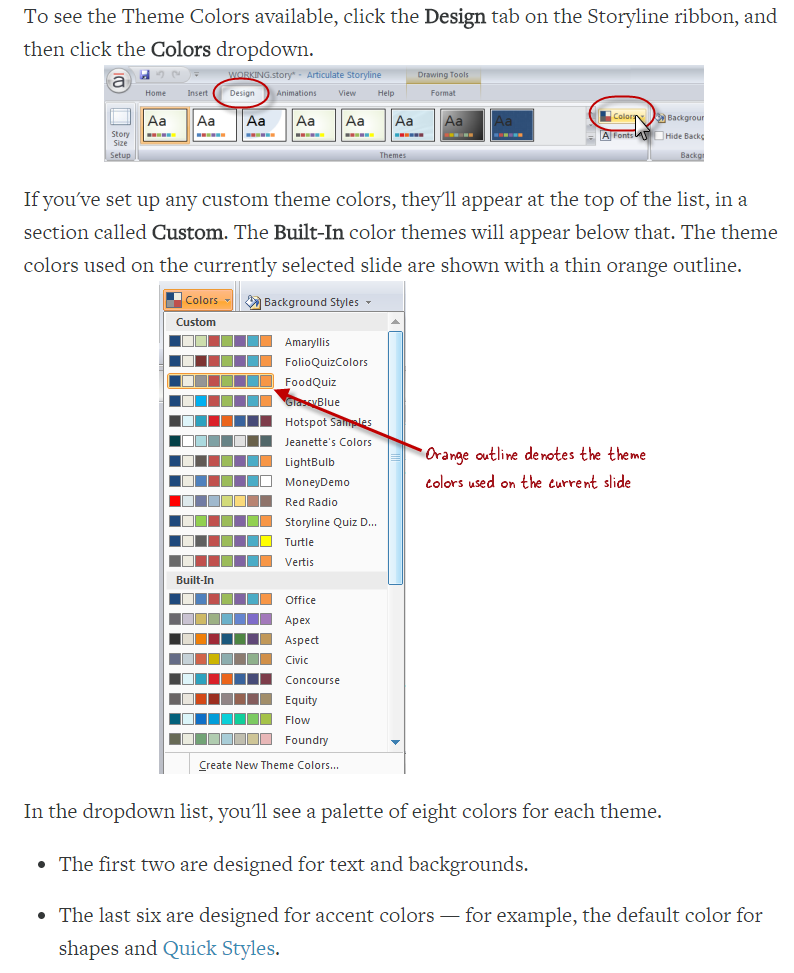 To see the Theme Colors available, click the Design tab on the Storyline ribbon, and
then click the Colors dropdown.
WORKING.story* - Articulate Storyline
Drawing Tools
Home Insert Design Animations View Help Format
Aa Aa Aa Aa Aa Aa Aa Aa
Colors
Backgrour
Fonts
Hide Backg
Story
Size
Setup
Themes
Backgr
If you've set up any custom theme colors, they'll appear at the top of the list, in a
section called Custom. The Built-In color themes will appear below that. The theme
colors used on the currently selected slide are shown with a thin orange outline.
Colors
Background Styles
Custom
Amaryllis
FolioQuizColors
FoodQuiz
GlassyBlue
Hotspot Samples
Jeanette's Colors
LightBulb
MoneyDemo
Red Radio
Storyline Quiz D...
Turtle
Vertis
Orange outline denotes the theme
colors used on the current slide
Built-In
Office
Apex
Aspect
Civic
Concourse
Equity
Flow
Foundry
Create New Theme Colors...
In the dropdown list, you'll see a palette of eight colors for each theme.
• The first two are designed for text and backgrounds.
• The last six are designed for accent colors — for example, the default color for
shapes and Quick Styles.